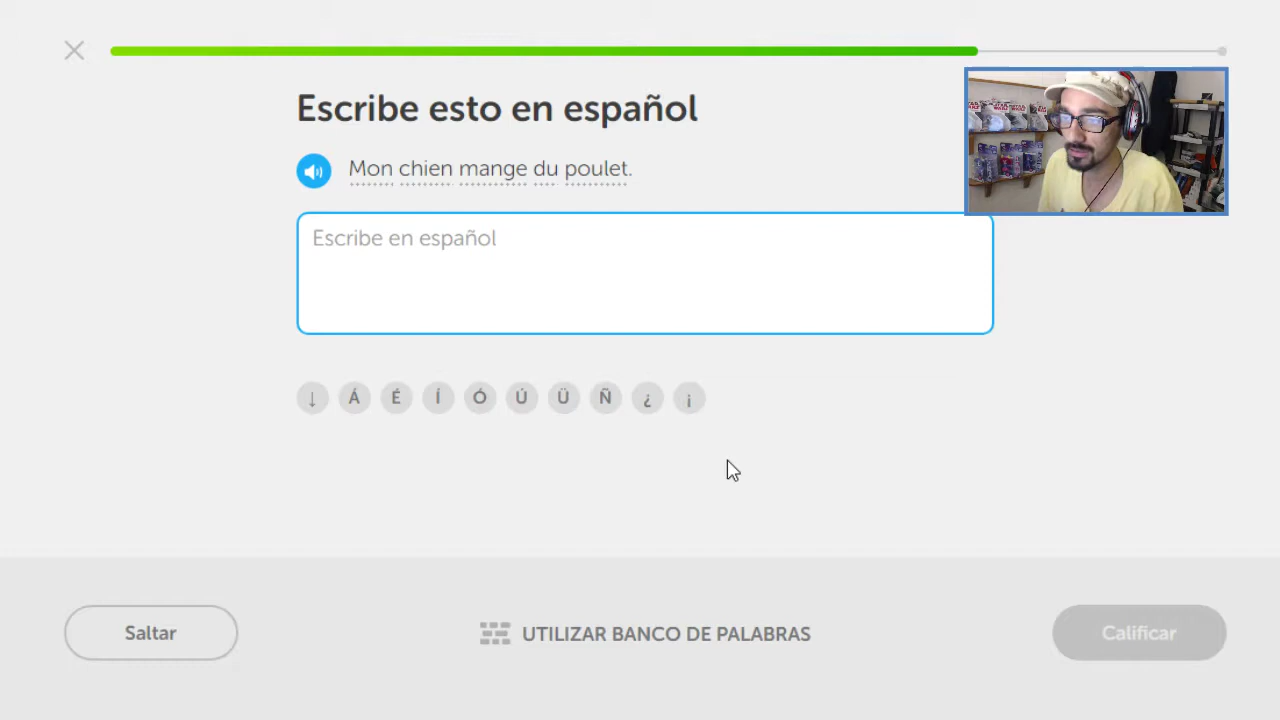 Escribe esto en español
Mon chien mange du poulet.
Escribe en español
↓ Á É Í Ó Ú Ü Ñ ¿ ¡
Saltar
UTILIZAR BANCO DE PALABRAS
Calificar